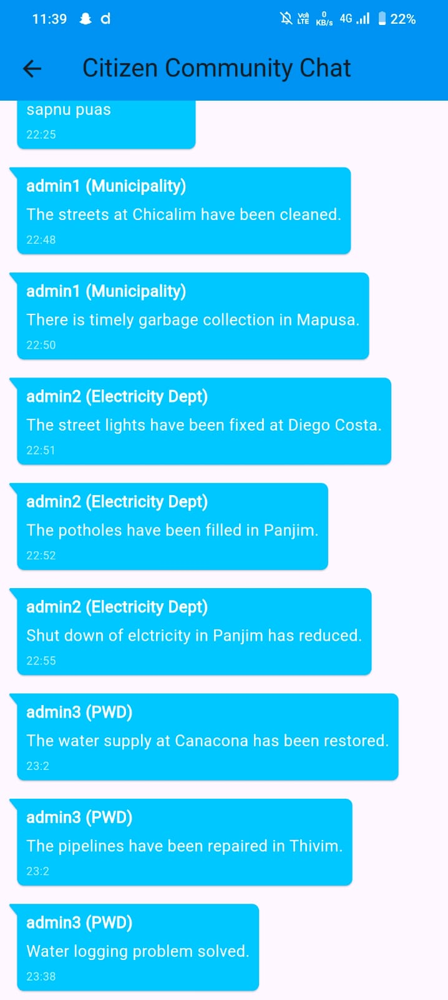 11:39 d Vo) LTE 0 KB/s 4G 22%
Citizen Community Chat
sapnu puas
22:25
admin1 (Municipality)
The streets at Chicalim have been cleaned.
22:48
admin1 (Municipality)
There is timely garbage collection in Mapusa.
22:50
admin2 (Electricity Dept)
The street lights have been fixed at Diego Costa.
22:51
admin2 (Electricity Dept)
The potholes have been filled in Panjim.
22:52
admin2 (Electricity Dept)
Shut down of elctricity in Panjim has reduced.
22:55
admin3 (PWD)
The water supply at Canacona has been restored.
23:2
admin3 (PWD)
The pipelines have been repaired in Thivim.
23:2
admin3 (PWD)
Water logging problem solved.
23:38